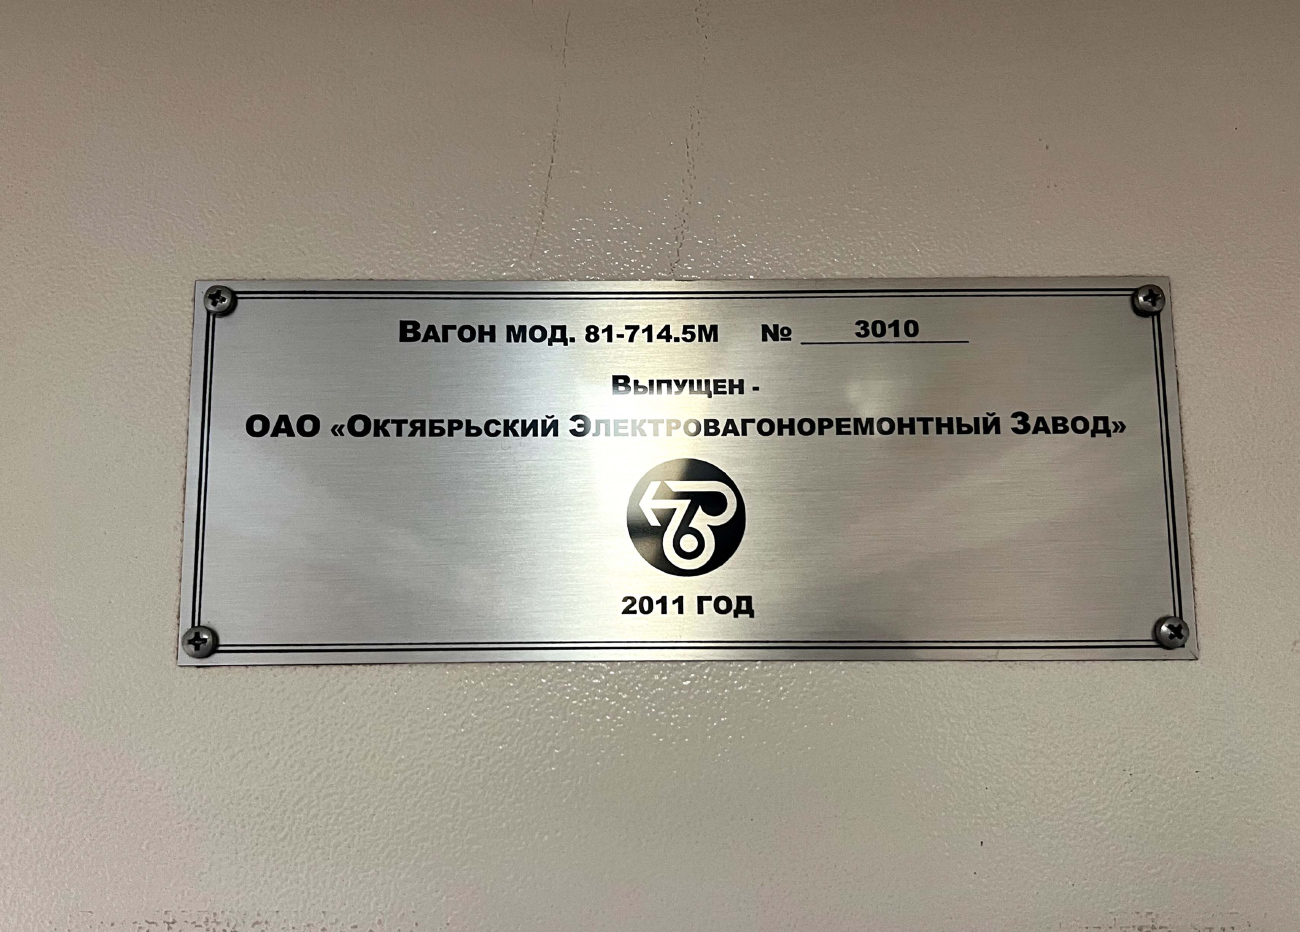 Вагон мод. 81-714.5М № 3010
Выпущен -
ОАО «Октябрьский Электровагоноремонтный Завод»
2011 год